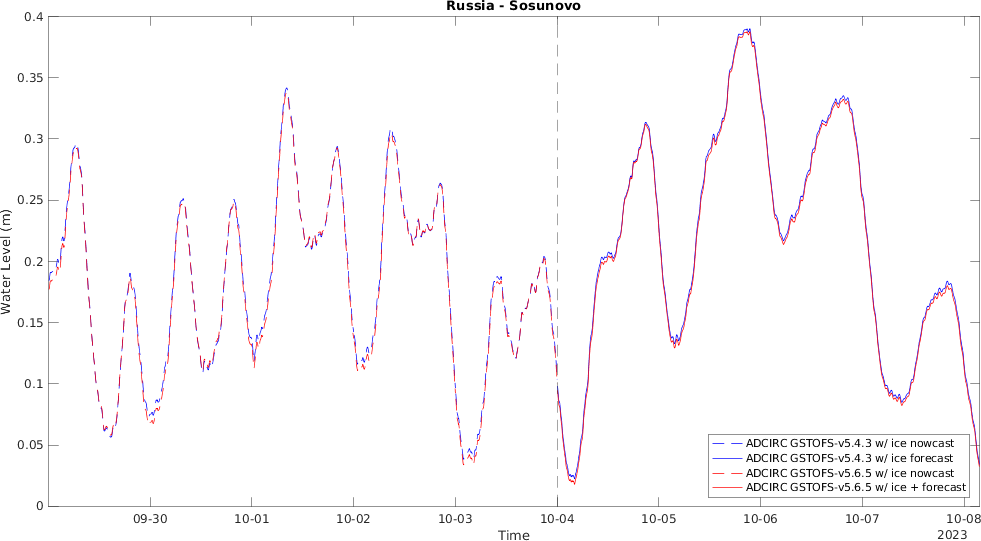 Russia - Sosunovo
0.4
0.35
0.3
0.25
0.2
0.15
0.1
0.05
0
Water Level (m)
09-30 10-01 10-02 10-03 10-04 10-05 10-06 10-07 10-08
2023
Time
ADCIRC GSTOFS-v5.4.3 w/ ice nowcast
ADCIRC GSTOFS-v5.4.3 w/ ice forecast
ADCIRC GSTOFS-v5.6.5 w/ ice nowcast
ADCIRC GSTOFS-v5.6.5 w/ ice + forecast